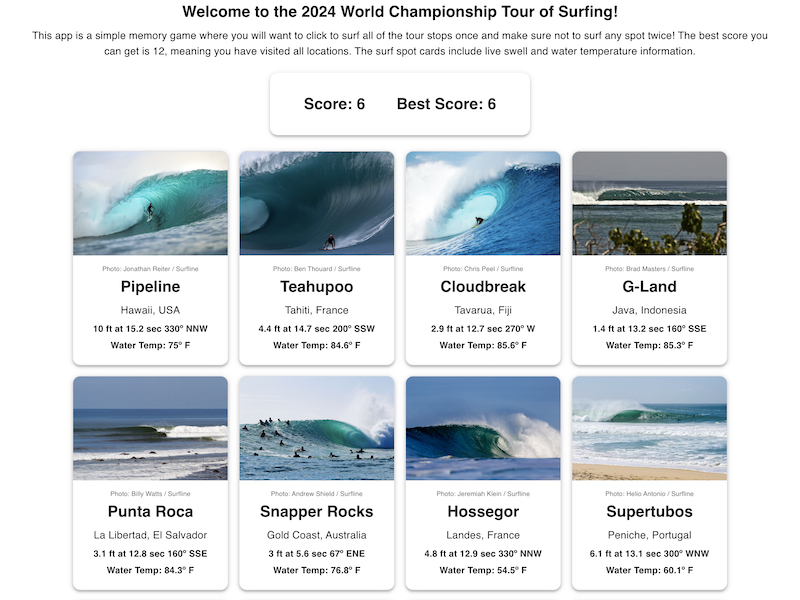 Welcome to the 2024 World Championship Tour of Surfing!
This app is a simple memory game where you will want to click to surf all of the tour stops once and make sure not to surf any spot twice! The best score you
can get is 12, meaning you have visited all locations. The surf spot cards include live swell and water temperature information.
Score: 6 Best Score: 6
Photo: Jonathan Reiter / Surfline
Pipeline
Hawaii, USA
10 ft at 15.2 sec 330° NNW
Water Temp: 75° F
Photo: Ben Thouard / Surfline
Teahupoo
Tahiti, France
4.4 ft at 14.7 sec 200° SSW
Water Temp: 84.6° F
Photo: Chris Peel / Surfline
Cloudbreak
Tavarua, Fiji
2.9 ft at 12.7 sec 270° W
Water Temp: 85.6° F
Photo: Brad Masters / Surfline
G-Land
Java, Indonesia
1.4 ft at 13.2 sec 160° SSE
Water Temp: 85.3° F
Photo: Billy Watts / Surfline
Punta Roca
La Libertad, El Salvador
3.1 ft at 12.8 sec 160° SSE
Water Temp: 84.3° F
Photo: Andrew Shield / Surfline
Snapper Rocks
Gold Coast, Australia
3 ft at 5.6 sec 67° ENE
Water Temp: 76.8° F
Photo: Jeremiah Klein / Surfline
Hossegor
Landes, France
4.8 ft at 12.9 sec 330° NNW
Water Temp: 54.5° F
Photo: Helio Antonio / Surfline
Supertubos
Peniche, Portugal
6.1 ft at 13.1 sec 300° WNW
Water Temp: 60.1° F